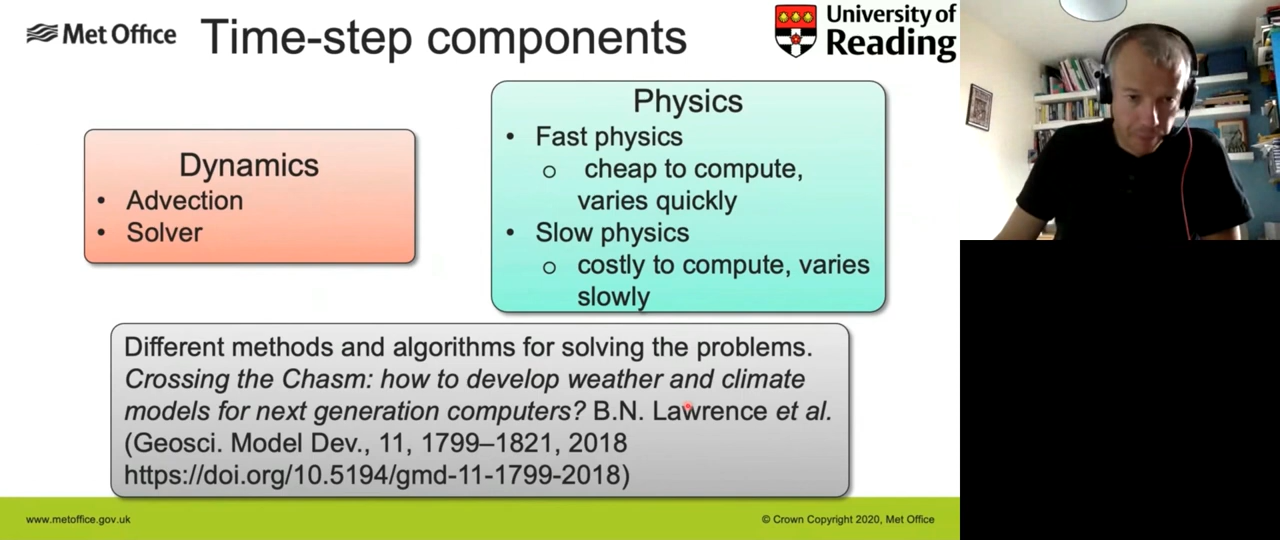 Met Office
Time-step components
University of
Reading
Dynamics
• Advection
• Solver
Physics
• Fast physics
o cheap to compute,
varies quickly
• Slow physics
o costly to compute, varies
slowly
Different methods and algorithms for solving the problems.
Crossing the Chasm: how to develop weather and climate
models for next generation computers? B.N. Lawrence et al.
(Geosci. Model Dev., 11, 1799–1821, 2018
https://doi.org/10.5194/gmd-11-1799-2018)
www.metoffice.gov.uk
© Crown Copyright 2020, Met Office